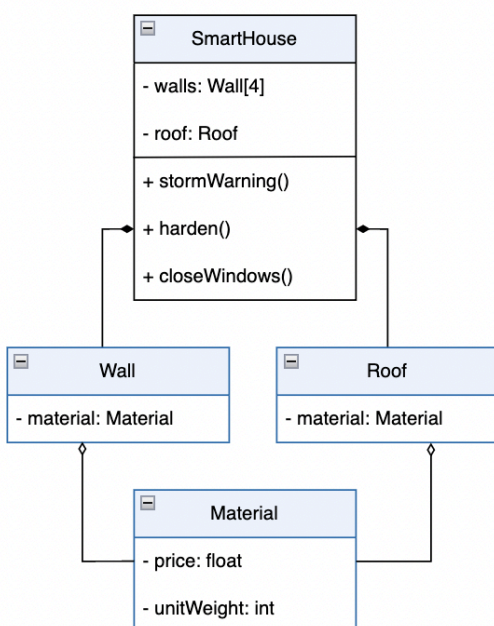 SmartHouse
- walls: Wall[4]
- roof: Roof
+ stormWarning()
+ harden()
+ closeWindows()
Wall
- material: Material
Roof
- material: Material
Material
- price: float
- unitWeight: int